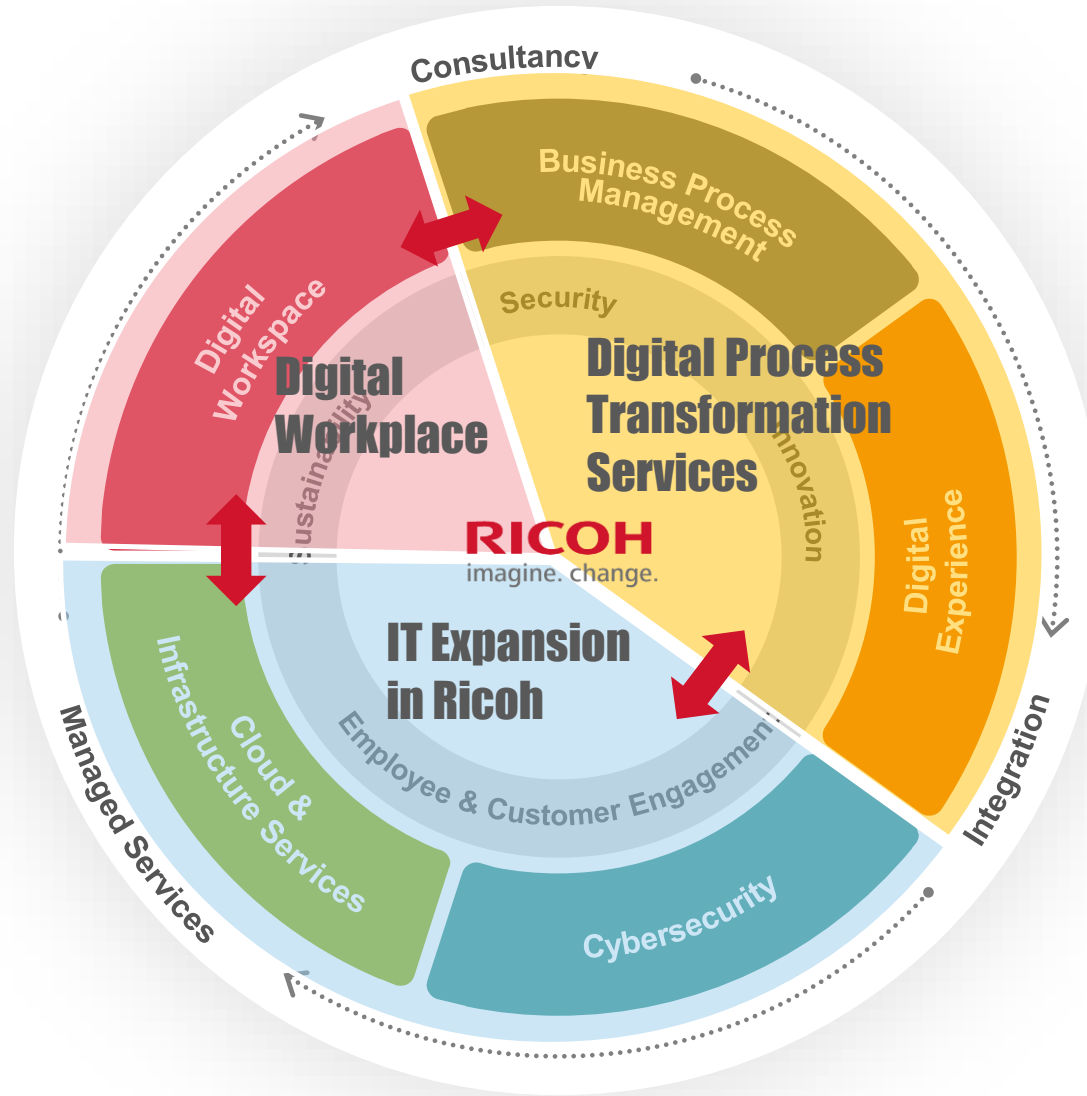 Consultancy
Business Process
Management
Security
Digital
Workspace
Digital
Workplace
Digital Process
Transformation
Services
Innovation
Sustainability
RICOH
imagine. change.
Digital
Experience
IT Expansion
in Ricoh
Employee & Customer Engagement
Cloud &
Infrastructure Services
Cybersecurity
Managed Services
Integration